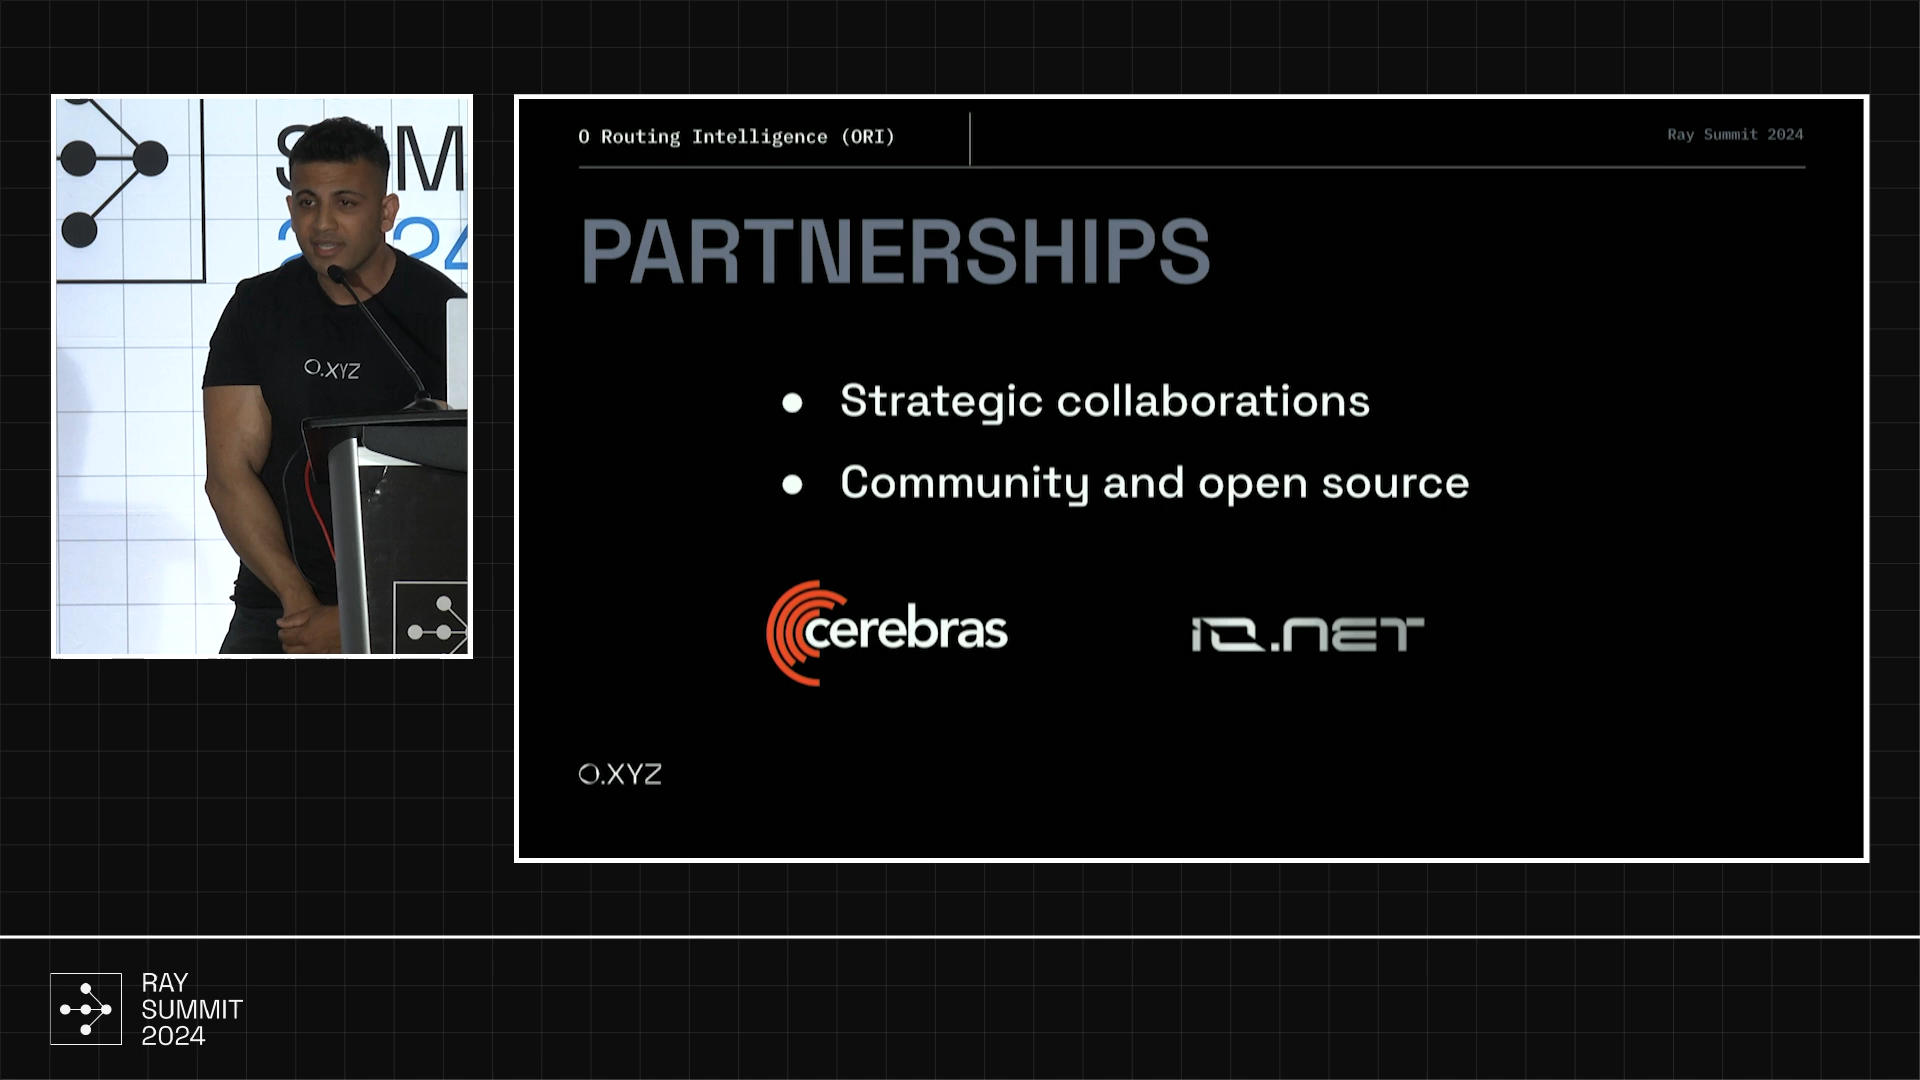 O.XYZ
O Routing Intelligence (ORI)
Ray Summit 2024
PARTNERSHIPS
● Strategic collaborations
● Community and open source
cerebras
IO.NET
O.XYZ
RAY
SUMMIT
2024